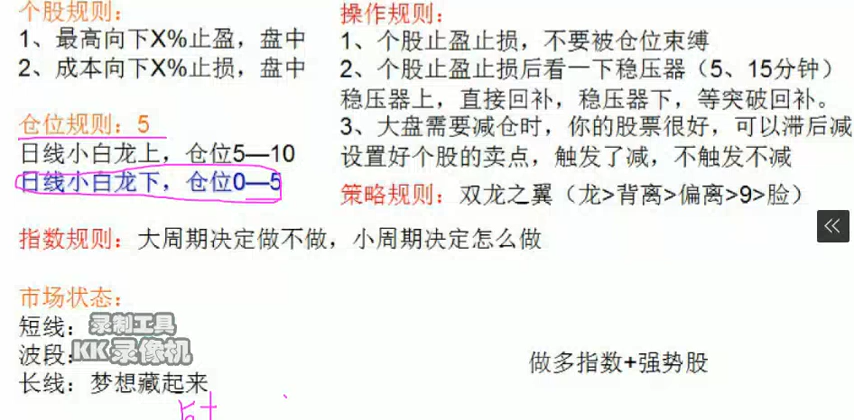 个股规则：
1、最高向下X%止盈，盘中
2、成本向下X%止损，盘中
仓位规则：5
日线小白龙上，仓位5—10
日线小白龙下，仓位0—5
操作规则：
1、个股止盈止损，不要被仓位束缚
2、个股止盈止损后看一下稳压器（5、15分钟）
稳压器上，直接回补，稳压器下，等突破回补。
3、大盘需要减仓时，你的股票很好，可以滞后减
设置好个股的卖点，触发了减，不触发不减
策略规则：双龙之翼（龙>背离>偏离>9>脸）
指数规则：大周期决定做不做，小周期决定怎么做
市场状态：
短线：
波段：
长线：梦想藏起来
录制工具
KK录像机
做多指数+强势股